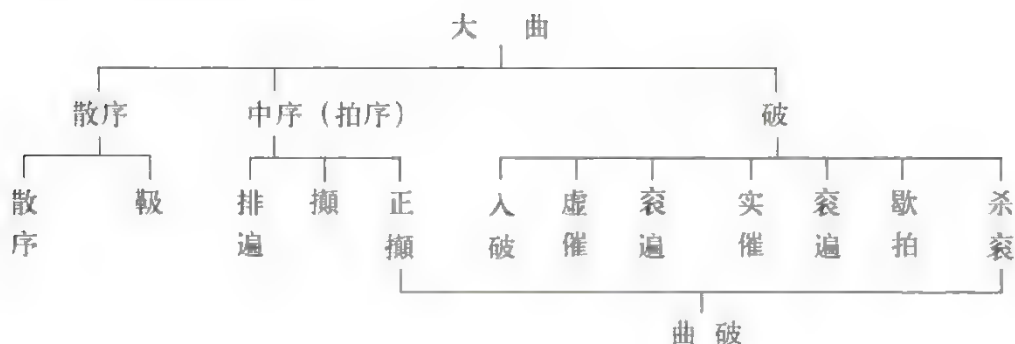 大曲
散序
中序（拍序）
破
散序
靸
排遍
攧
正攧
入破
虚催
衮遍
实催
衮遍
歇拍
杀衮
曲破